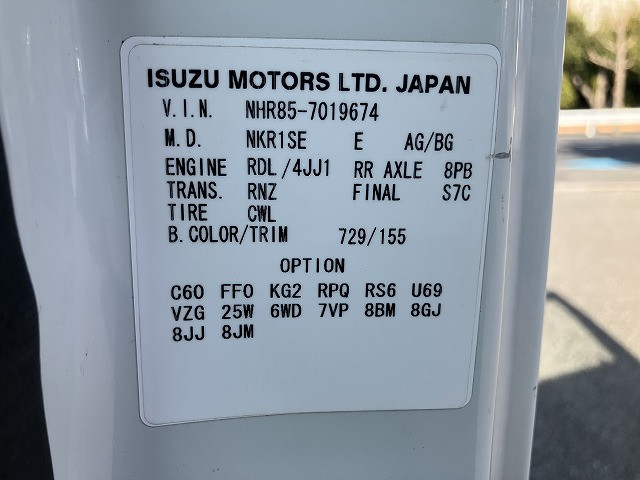 ISUZU MOTORS LTD. JAPAN
V.I.N. NHR85-7019674
M.D. NKR1SE E AG/BG
ENGINE RDL/4JJ1 RR AXLE 8PB
TRANS. RNZ FINAL S7C
TIRE CWL
B.COLOR/TRIM 729/155
OPTION
C60 FF0 KG2 RPQ RS6 U69
VZG 25W 6WD 7VP 8BM 8GJ
8JJ 8JM